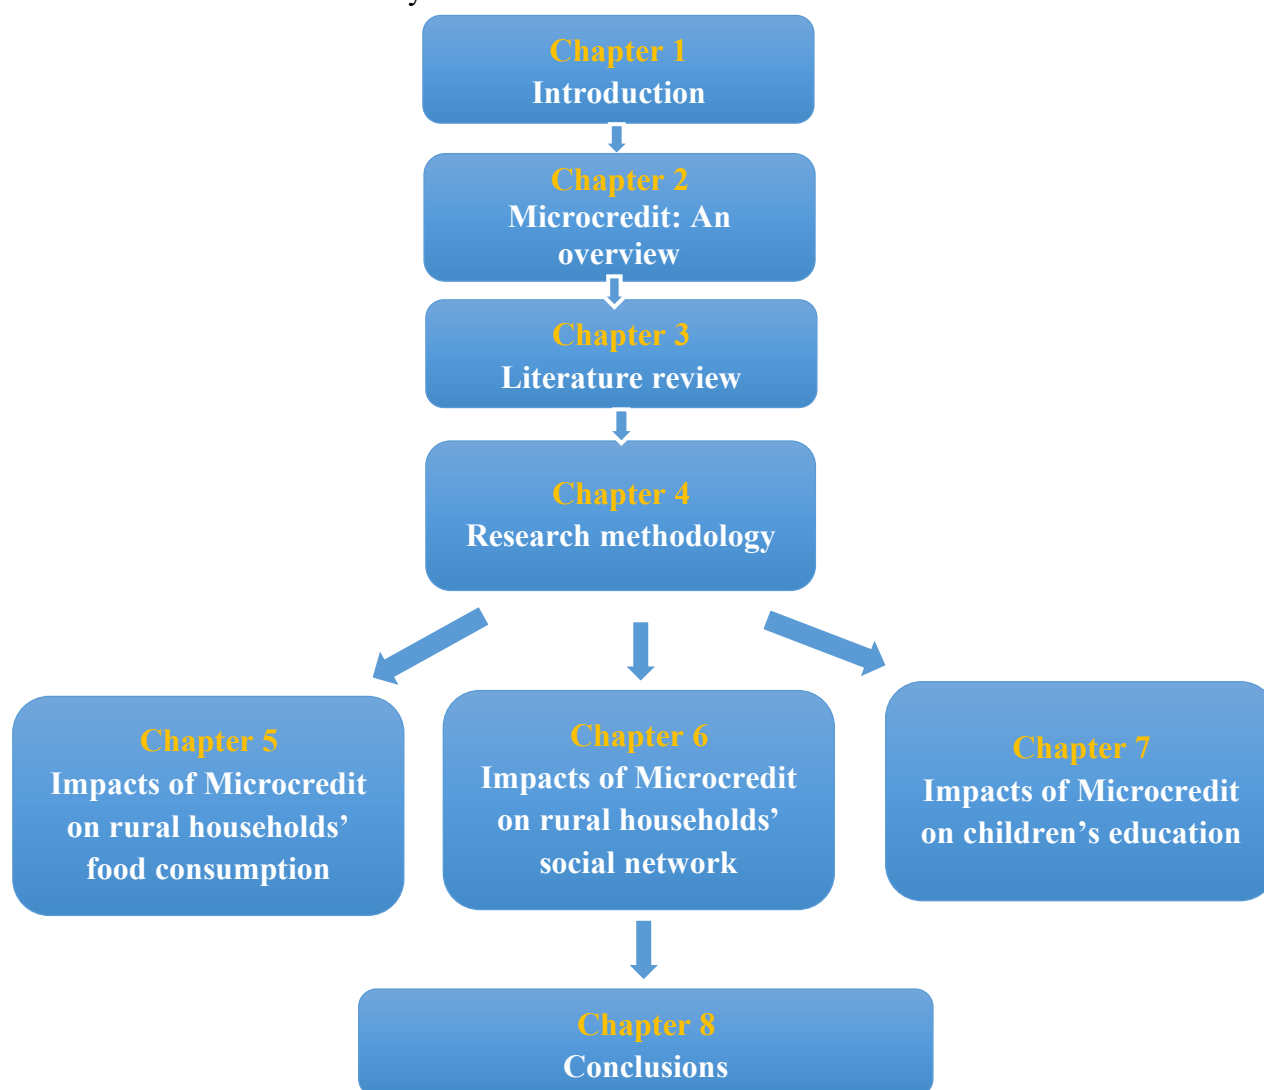 Chapter 1
Introduction
Chapter 2
Microcredit: An
overview
Chapter 3
Literature review
Chapter 4
Research methodology
Chapter 5
Impacts of Microcredit
on rural households’
food consumption
Chapter 6
Impacts of Microcredit
on rural households’
social network
Chapter 7
Impacts of Microcredit
on children’s education
Chapter 8
Conclusions